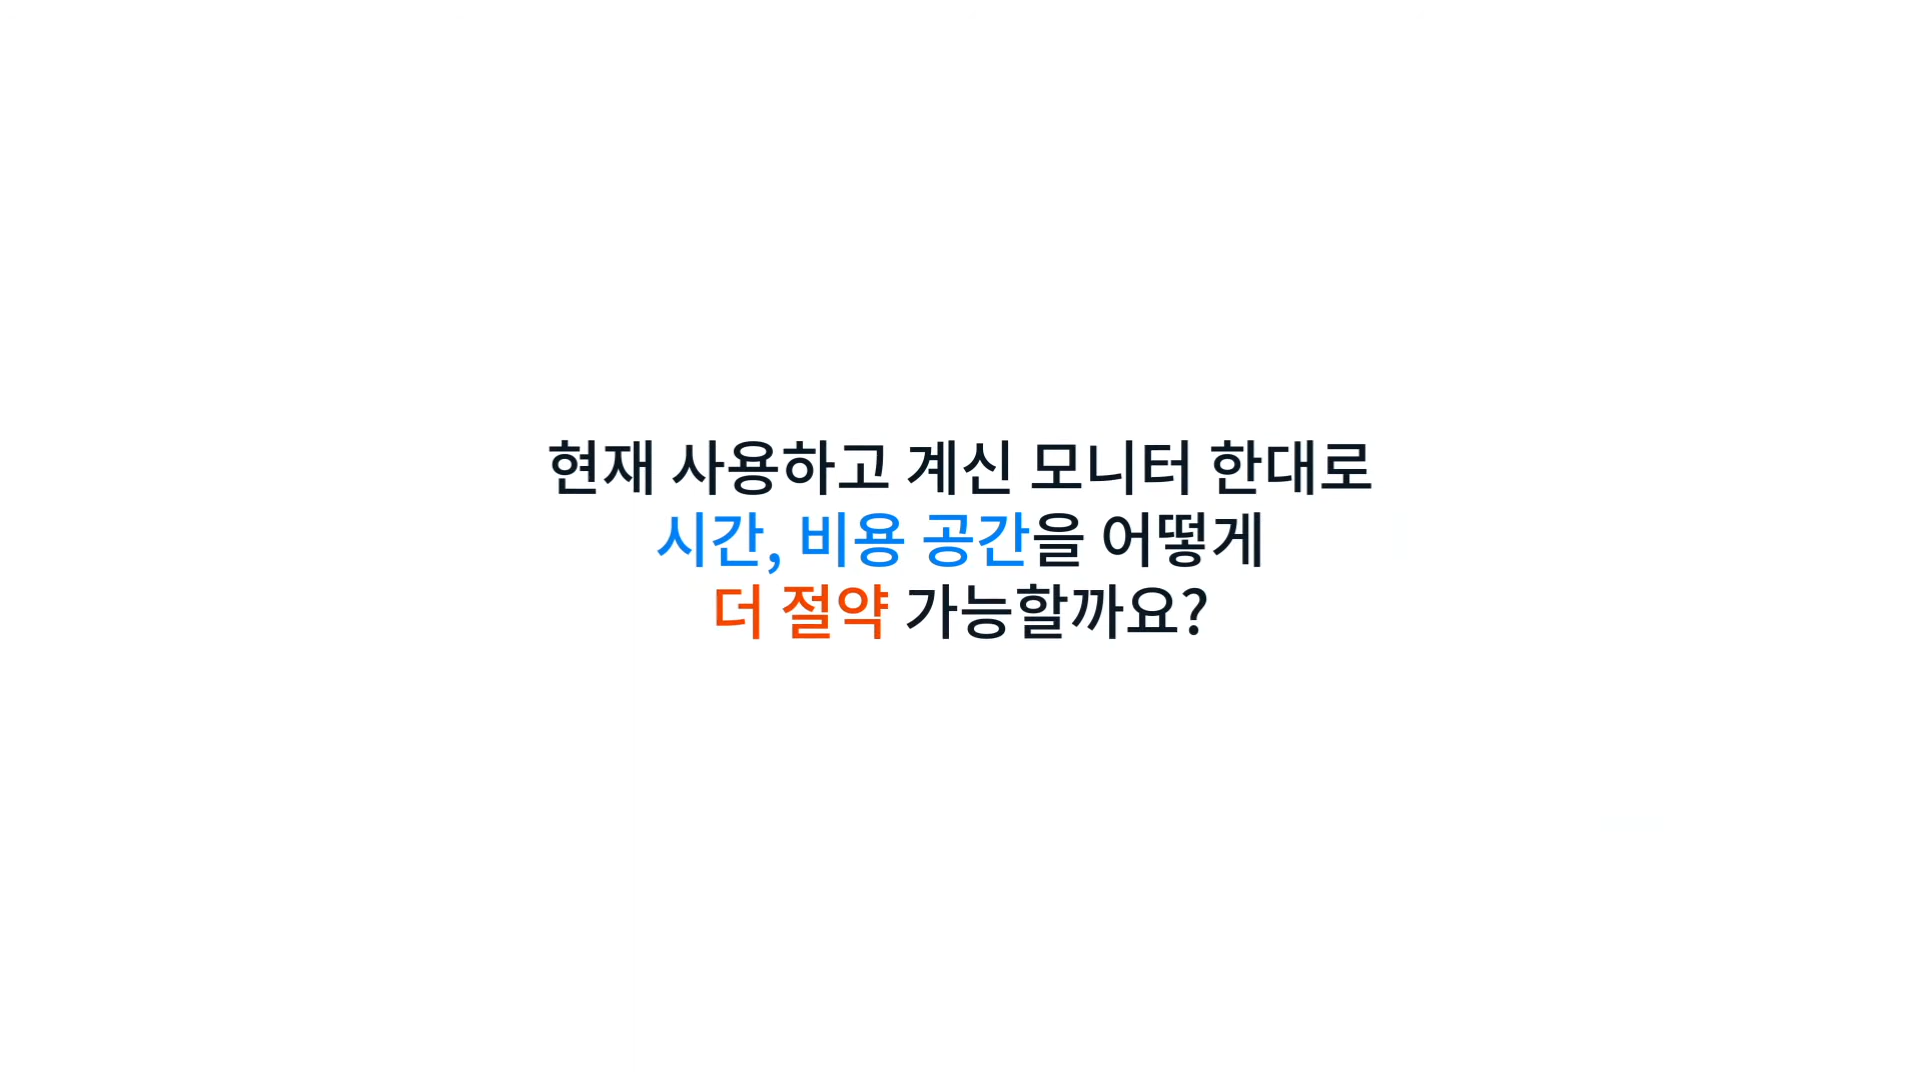 현재 사용하고 계신 모니터 한대로
시간, 비용 공간을 어떻게
더 절약 가능할까요?